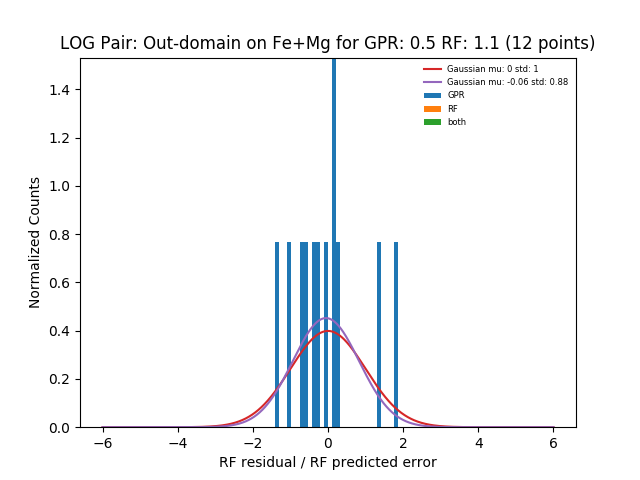 LOG Pair: Out-domain on Fe+Mg for GPR: 0.5 RF: 1.1 (12 points)
Gaussian mu: 0 std: 1
Gaussian mu: -0.06 std: 0.88
GPR
RF
both
Normalized Counts
1.4
1.2
1.0
0.8
0.6
0.4
0.2
0.0
−6 −4 −2 0 2 4 6
RF residual / RF predicted error